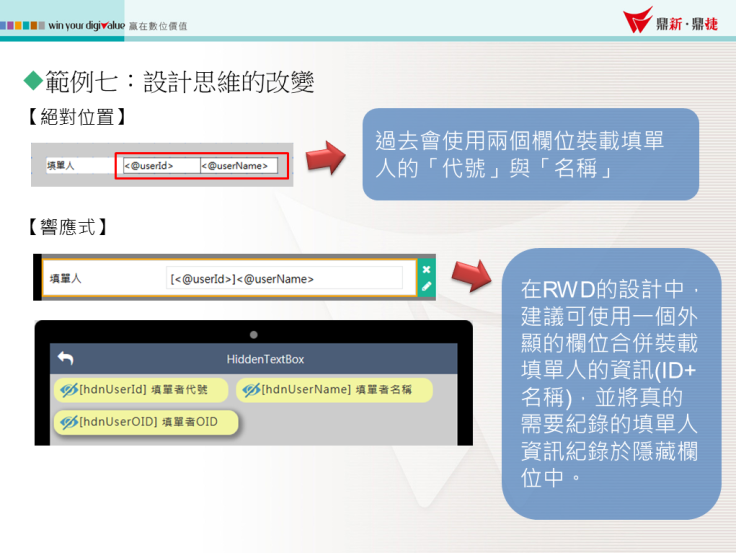 win your digivalue 贏在數位價值
鼎新·鼎捷
◆範例七：設計思維的改變
【絕對位置】
填單人 <@userId> <@userName>
過去會使用兩個欄位裝載填單
人的「代號」與「名稱」
【響應式】
填單人 [<@userId>]<@userName>
HiddenTextBox
[hdnUserId] 填單者代號 [hdnUserName] 填單者名稱
[hdnUserOID] 填單者OID
在RWD的設計中，
建議可使用一個外
顯的欄位合併裝載
填單人的資訊(ID+
名稱)，並將真的
需要紀錄的填單人
資訊紀錄於隱藏欄
位中。